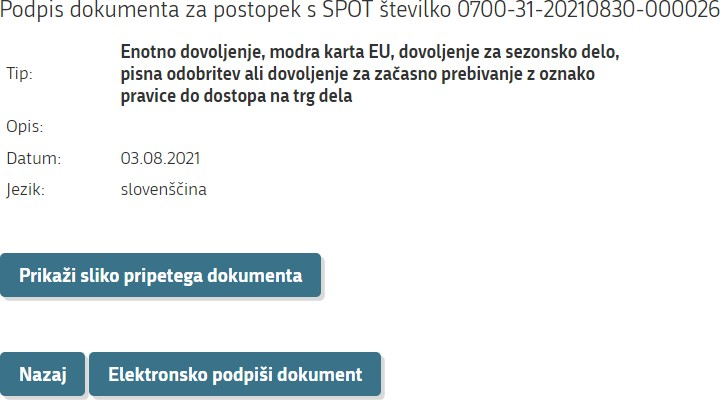 Podpis dokumenta za postopek s SPOT številko 0700-31-20210830-000026
Tip:
Enotno dovoljenje, modra karta EU, dovoljenje za sezonsko delo,
pisna odobritev ali dovoljenje za začasno prebivanje z oznako
pravice do dostopa na trg dela
Opis:
Datum: 03.08.2021
Jezik: slovenščina
Prikaži sliko pripetega dokumenta
Nazaj Elektronsko podpiši dokument